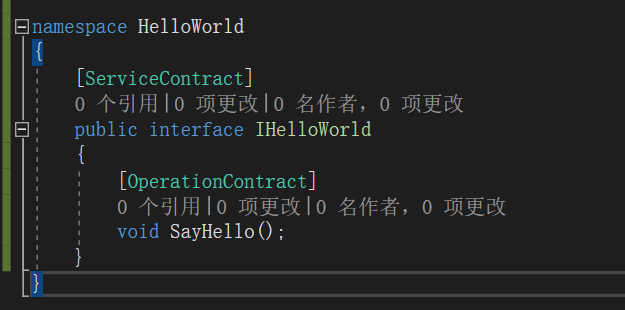 namespace HelloWorld
{
[ServiceContract]
0 个引用|0 项更改|0 名作者，0 项更改
public interface IHelloWorld
{
[OperationContract]
0 个引用|0 项更改|0 名作者，0 项更改
void SayHello();
}
}